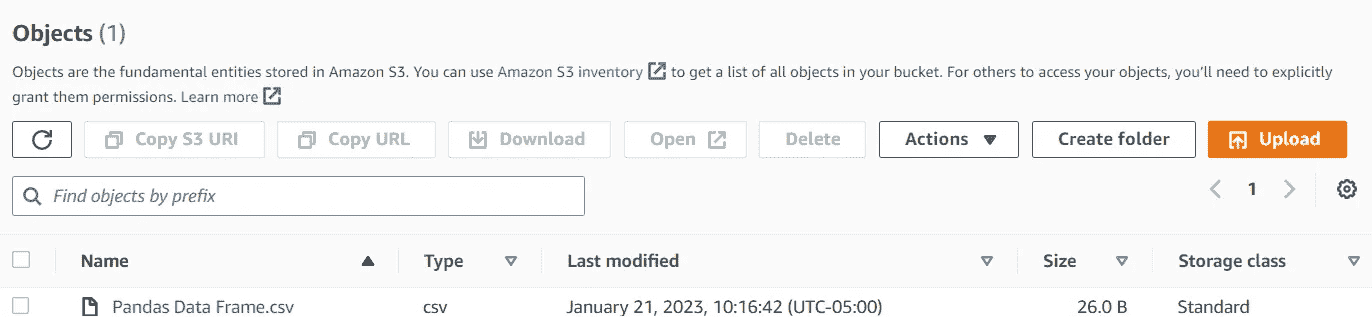 Objects (1)
Objects are the fundamental entities stored in Amazon S3. You can use Amazon S3 inventory to get a list of all objects in your bucket. For others to access your objects, you'll need to explicitly
grant them permissions. Learn more
Copy S3 URI Copy URL Download Open Delete Actions Create folder Upload
Find objects by prefix 1
Name Type Last modified Size Storage class
Pandas Data Frame.csv csv January 21, 2023, 10:16:42 (UTC-05:00) 26.0 B Standard